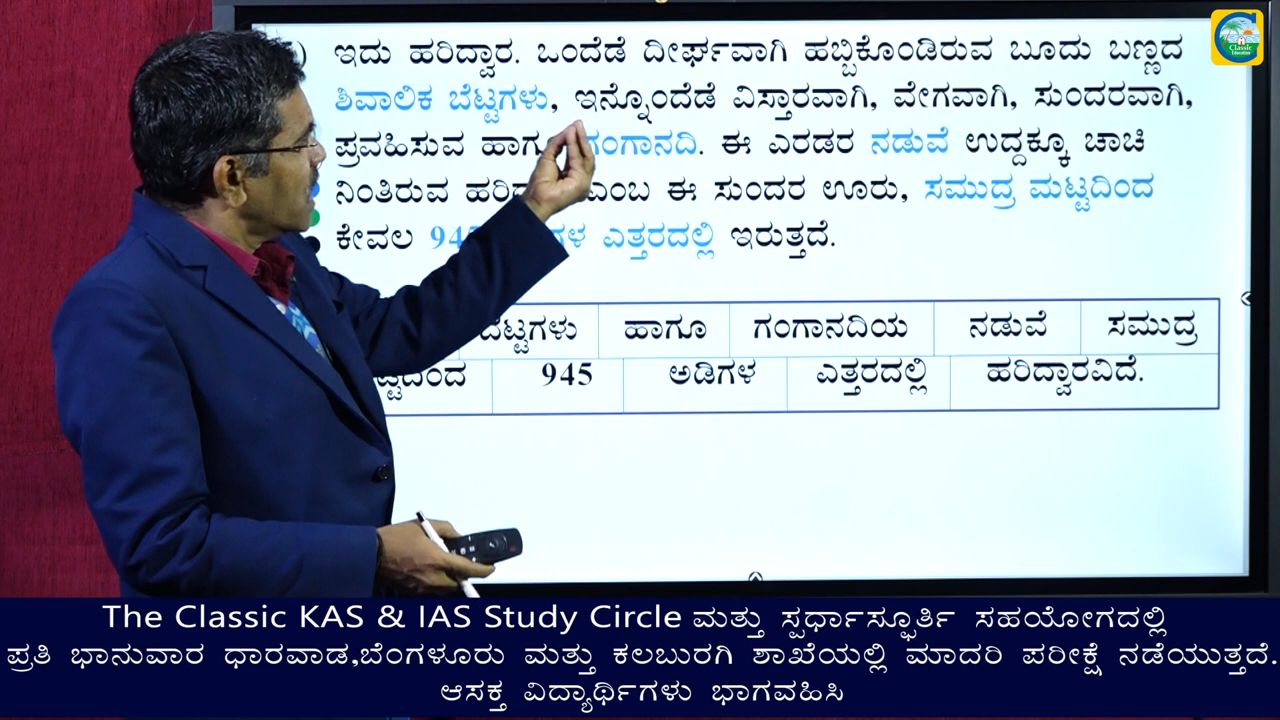 ಇದು ಹರಿದ್ವಾರ. ಒಂದೆಡೆ ದೀರ್ಘವಾಗಿ ಹಬ್ಬಿಕೊಂಡಿರುವ ಬೂದು ಬಣ್ಣದ
ಶಿವಾಲಿಕ ಬೆಟ್ಟಗಳು, ಇನ್ನೊಂದೆಡೆ ವಿಸ್ತಾರವಾಗಿ, ವೇಗವಾಗಿ, ಸುಂದರವಾಗಿ,
ಪ್ರವಹಿಸುವ ಗಂಗಾನದಿ. ಈ ಎರಡರ ನಡುವೆ ಉದ್ದಕ್ಕೂ ಚಾಚಿ
ನಿಂತಿರುವ ಎಂಬ ಈ ಸುಂದರ ಊರು, ಸಮುದ್ರ ಮಟ್ಟದಿಂದ
ಕೇವಲ ಎತ್ತರದಲ್ಲಿ ಇರುತ್ತದೆ.
ಬೆಟ್ಟಗಳು ಹಾಗೂ ಗಂಗಾನದಿಯ ನಡುವೆ ಸಮುದ್ರ
945 ಅಡಿಗಳ ಎತ್ತರದಲ್ಲಿ ಹರಿದ್ವಾರವಿದೆ.
Classic
Education
The Classic KAS & IAS Study Circle ಮತ್ತು ಸ್ಪರ್ಧಾಸ್ಫೂರ್ತಿ ಸಹಯೋಗದಲ್ಲಿ
ಪ್ರತಿ ಭಾನುವಾರ ಧಾರವಾಡ,ಬೆಂಗಳೂರು ಮತ್ತು ಕಲಬುರಗಿ ಶಾಖೆಯಲ್ಲಿ ಮಾದರಿ ಪರೀಕ್ಷೆ ನಡೆಯುತ್ತದೆ.
ಆಸಕ್ತ ವಿದ್ಯಾರ್ಥಿಗಳು ಭಾಗವಹಿಸಿ